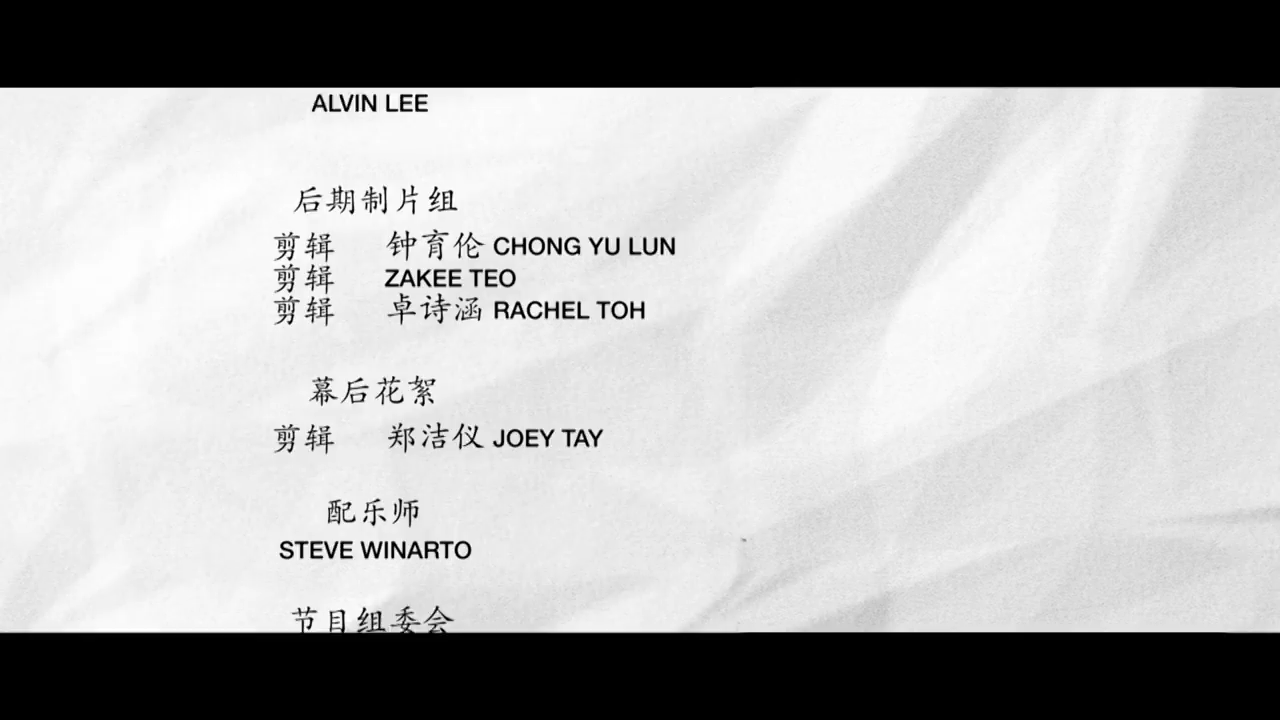 ALVIN LEE
后期制片组
剪辑 钟育伦 CHONG YU LUN
剪辑 ZAKEE TEO
剪辑 卓诗涵 RACHEL TOH
幕后花絮
剪辑 郑洁仪 JOEY TAY
配乐师
STEVE WINARTO
节目组委会